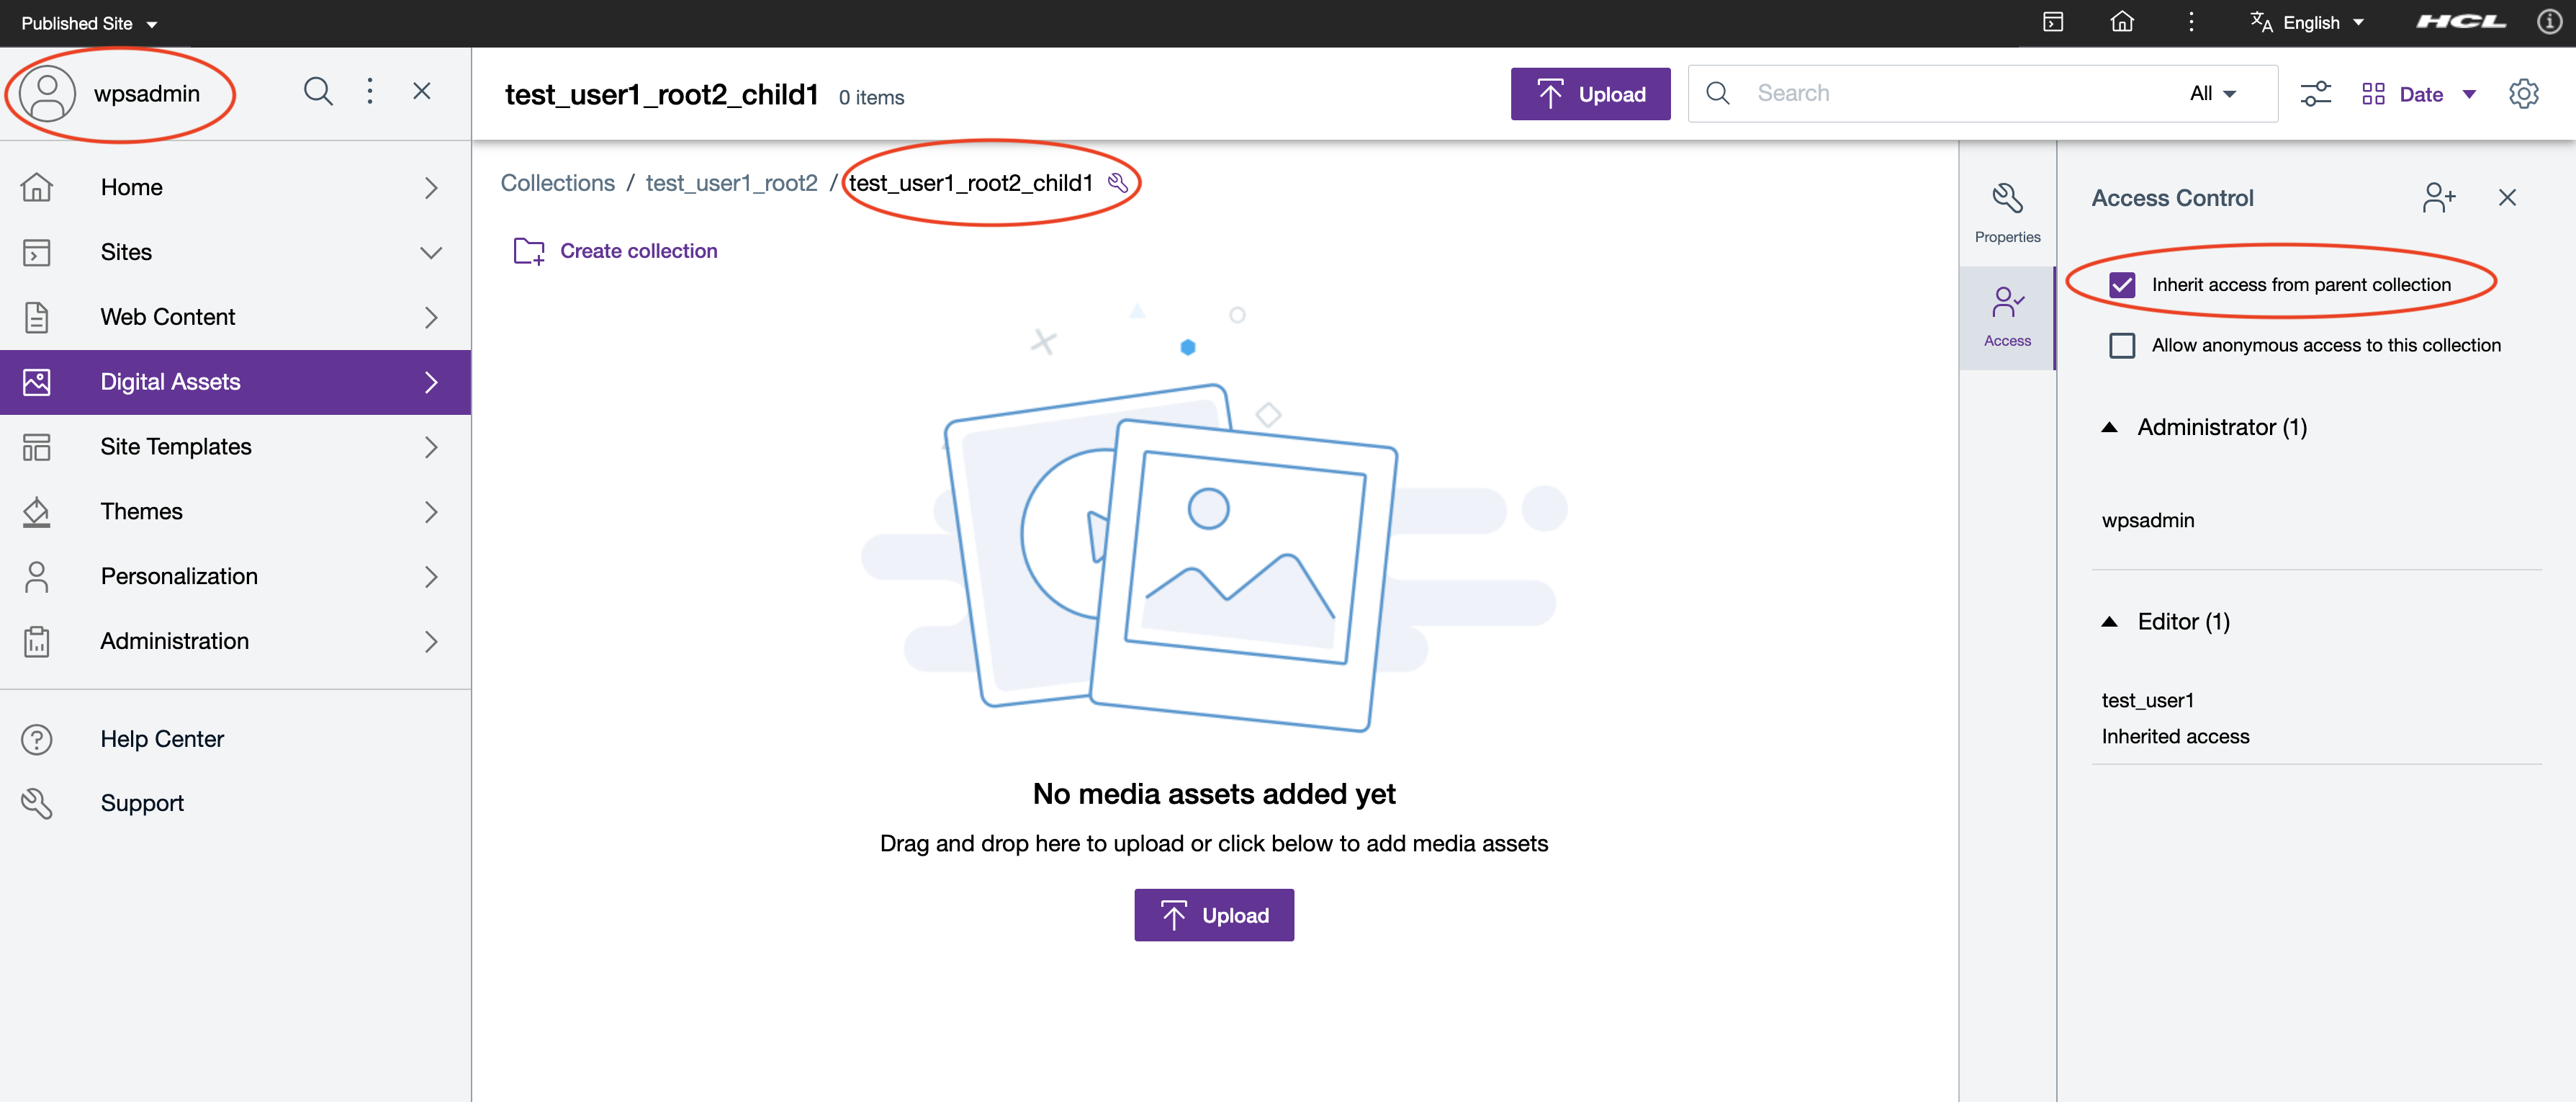 Published Site
English
HCL
wpsadmin
test_user1_root2_child1 0 items
Upload
Search
All
Date
Home
Sites
Web Content
Digital Assets
Site Templates
Themes
Personalization
Administration
Help Center
Support
Collections / test_user1_root2 / test_user1_root2_child1
Create collection
No media assets added yet
Drag and drop here to upload or click below to add media assets
Upload
Properties
Access
Access Control
Inherit access from parent collection
Allow anonymous access to this collection
Administrator (1)
wpsadmin
Editor (1)
test_user1
Inherited access